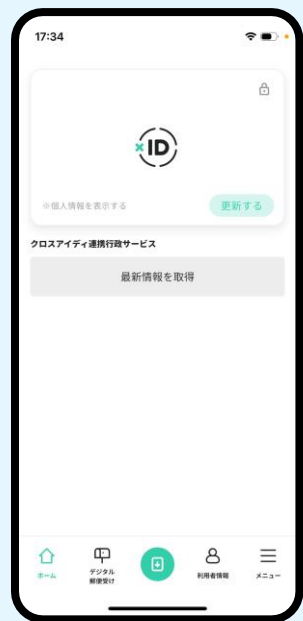 17:34
xID
※個人情報を表示する
更新する
クロスアイディ連携行政サービス
最新情報を取得
ホーム
デジタル
郵便受け
利用者情報
メニュー